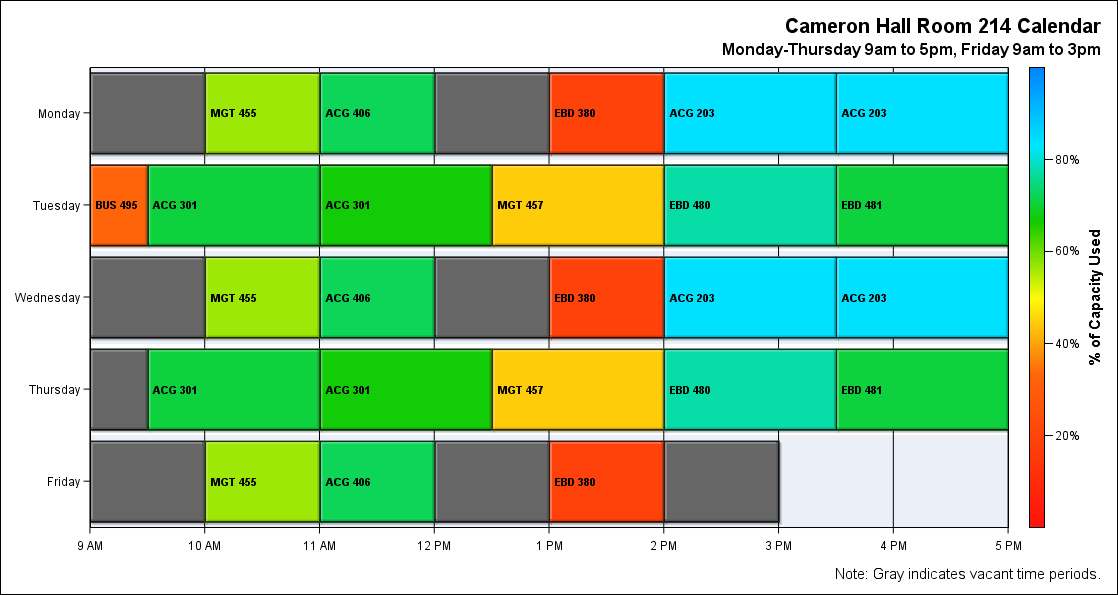 Cameron Hall Room 214 Calendar
Monday-Thursday 9am to 5pm, Friday 9am to 3pm
Monday MGT 455 ACG 406 EBD 380 ACG 203 ACG 203
80%
Tuesday BUS 495 ACG 301 ACG 301 MGT 457 EBD 480 EBD 481
60%
Wednesday MGT 455 ACG 406 EBD 380 ACG 203 ACG 203
% of Capacity Used
40%
Thursday ACG 301 ACG 301 MGT 457 EBD 480 EBD 481
20%
Friday MGT 455 ACG 406 EBD 380
9 AM 10 AM 11 AM 12 PM 1 PM 2 PM 3 PM 4 PM 5 PM
Note: Gray indicates vacant time periods.